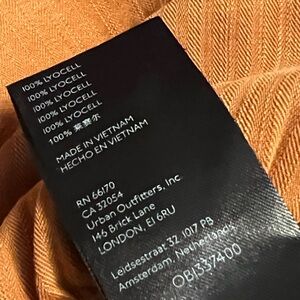 100% LYOCELL
100% LYOCELL
100% LYOCELL
100% LYOCELL
100% LYOCELL
100% 莱赛尔
MADE IN VIETNAM
HECHO EN VIETNAM
RN 66170
CA 32054
Urban Outfitters, Inc
146 Brick Lane
LONDON, E1 6RU
Leidsestraat 32, 1017 PB
Amsterdam, Netherlands
OB1337400